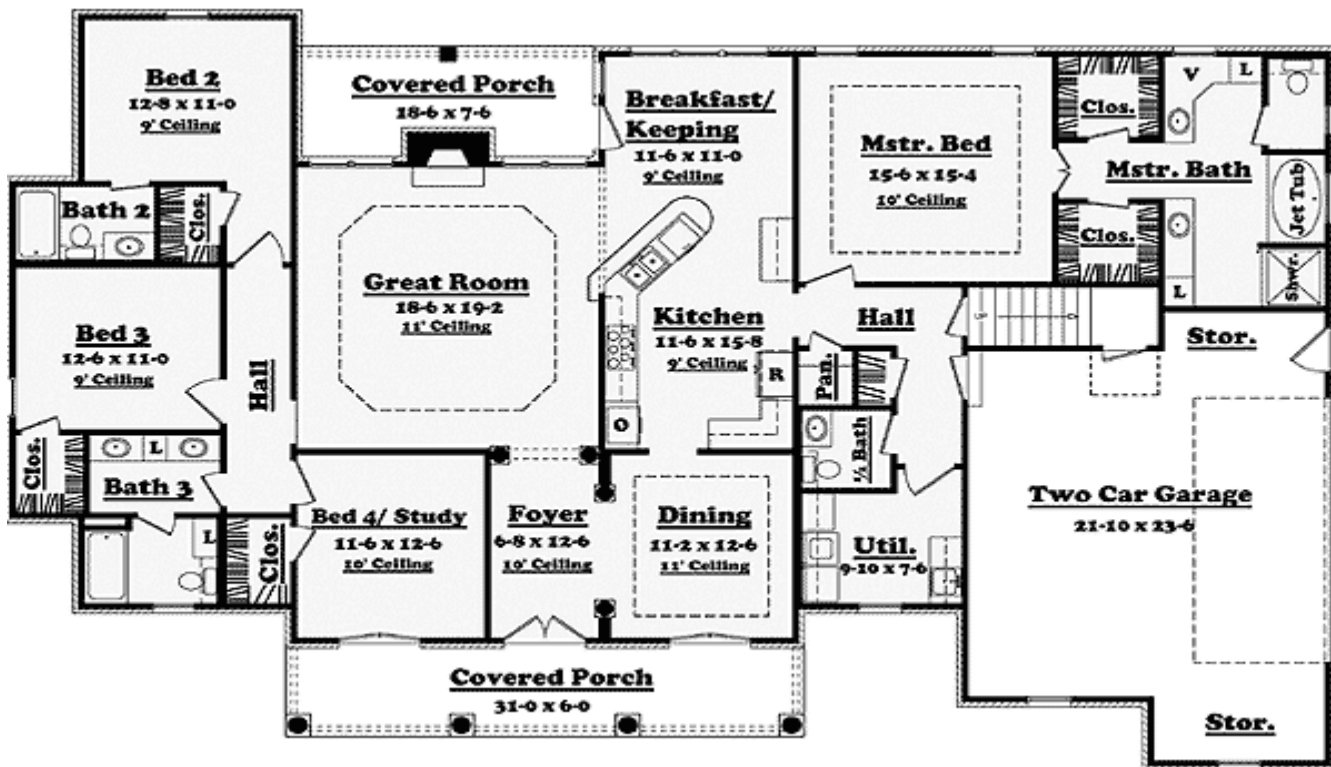 Bed 2
12-8 x 11-0
9' Ceiling
Covered Porch
18-6 x 7-6
Breakfast/
Keeping
11-6 x 11-0
9' Ceiling
Mstr. Bed
15-6 x 15-4
10' Ceiling
Clos.
V
L
Mstr. Bath
Jet Tub
Clos.
L
Shwr.
Bath 2
Clos.
Great Room
18-6 x 19-2
11' Ceiling
Kitchen
11-6 x 15-8
9' Ceiling
Hall
Bed 3
12-6 x 11-0
9' Ceiling
Hall
R
Pan.
Stor.
O
Clos.
L
Bath 3
½ Bath
Bed 4/ Study
11-6 x 12-6
10' Ceiling
Foyer
6-8 x 12-6
10' Ceiling
Dining
11-2 x 12-6
11' Ceiling
Two Car Garage
21-10 x 23-6
L
Clos.
Util.
9-10 x 7-6
Covered Porch
31-0 x 6-0
Stor.